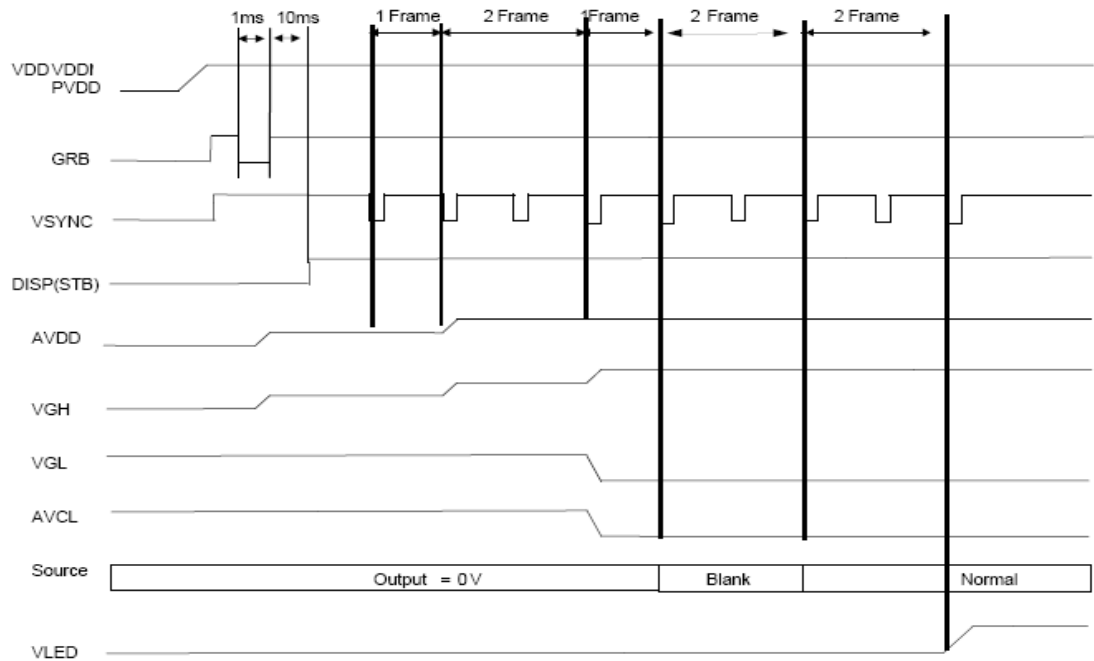 1ms 10ms 1 Frame 2 Frame 1Frame 2 Frame 2 Frame
VDD VDDI
PVDD
GRB
VSYNC
DISP(STB)
AVDD
VGH
VGL
AVCL
Source Output = 0V Blank Normal
VLED